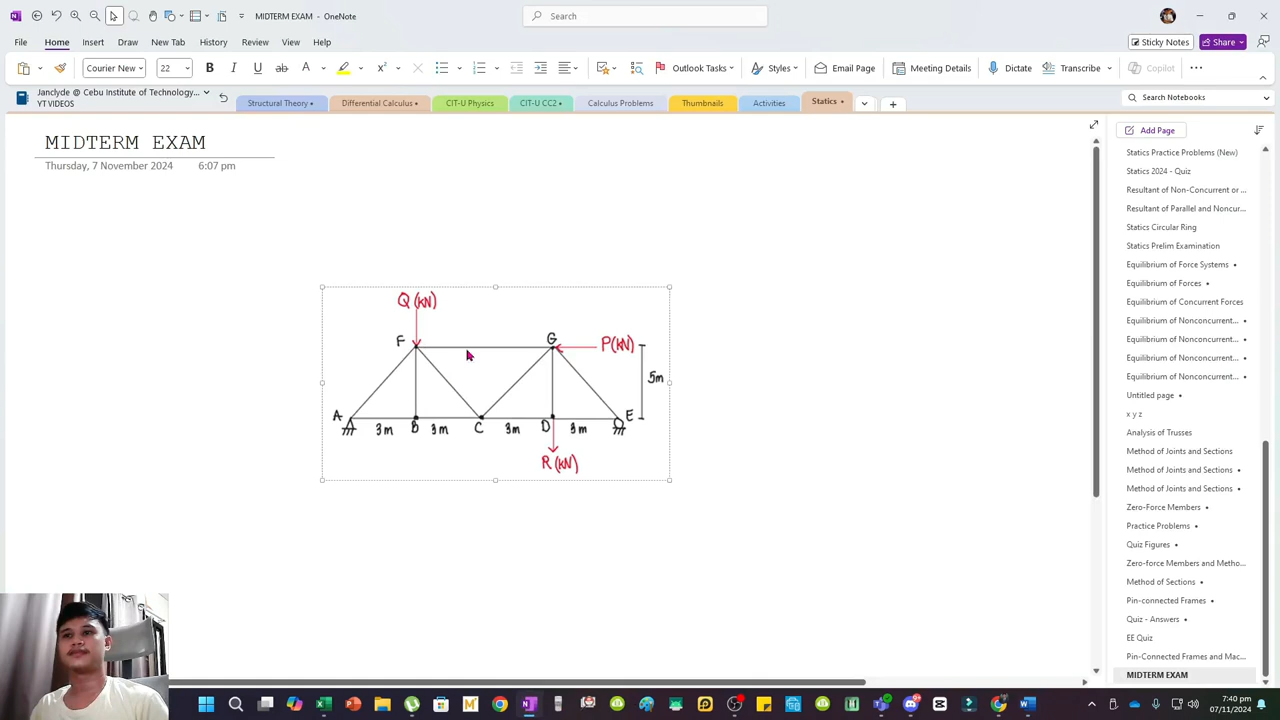 MIDTERM EXAM - OneNote
Search
File Home Insert Draw New Tab History Review View Help
Sticky Notes
Share
Courier New
22
B I U ab A x²
Outlook Tasks
Styles
Email Page
Meeting Details
Dictate
Transcribe
Copilot
Janclyde @ Cebu Institute of Technology...
YT VIDEOS
Structural Theory
Differential Calculus
CIT-U Physics
CIT-U CC2
Calculus Problems
Thumbnails
Activities
Statics
Search Notebooks
MIDTERM EXAM
Thursday, 7 November 2024 6:07 pm
Q (kN)
F
G
P(kN)
5m
A
3m
B
3m
C
3m
D
3m
E
R(kN)
Add Page
Statics Practice Problems (New)
Statics 2024 - Quiz
Resultant of Non-Concurrent or ...
Resultant of Parallel and Noncur...
Statics Circular Ring
Statics Prelim Examination
Equilibrium of Force Systems
Equilibrium of Forces
Equilibrium of Concurrent Forces
Equilibrium of Nonconcurrent...
Equilibrium of Nonconcurrent...
Equilibrium of Nonconcurrent...
Equilibrium of Nonconcurrent...
Untitled page
x y z
Analysis of Trusses
Method of Joints and Sections
Method of Joints and Sections
Method of Joints and Sections
Zero-Force Members
Practice Problems
Quiz Figures
Zero-force Members and Metho...
Method of Sections
Pin-connected Frames
Quiz - Answers
EE Quiz
Pin-Connected Frames and Mac...
MIDTERM EXAM
7:40 pm
07/11/2024